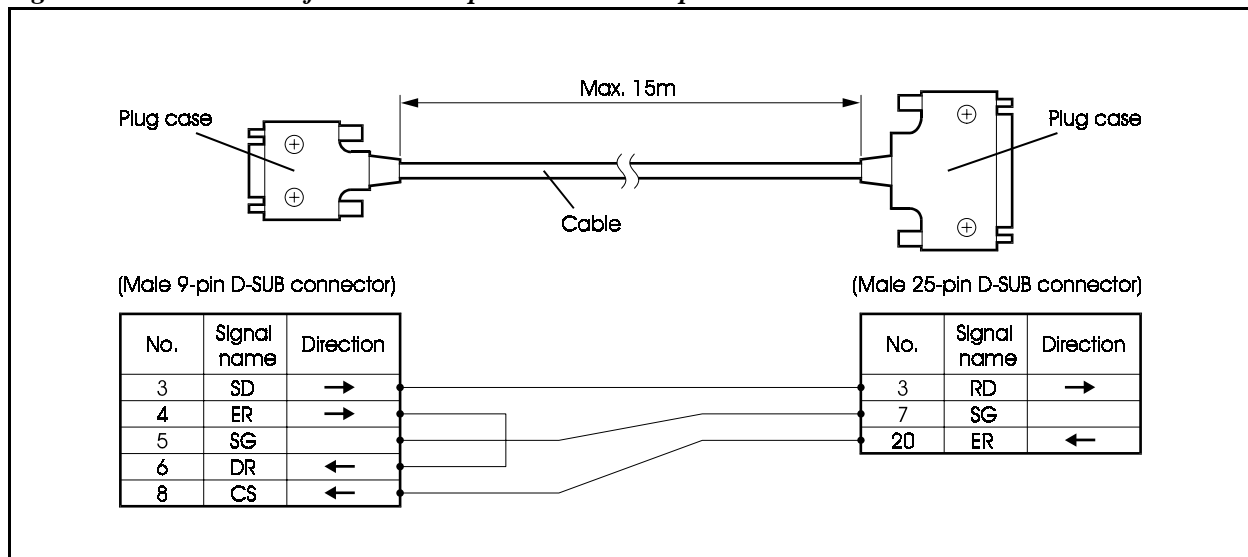 Max. 15m
Plug case
Plug case
Cable
(Male 9-pin D-SUB connector)
(Male 25-pin D-SUB connector)
No. Signal name Direction
3 SD →
4 ER →
5 SG
6 DR ←
8 CS ←
No. Signal name Direction
3 RD →
7 SG
20 ER ←